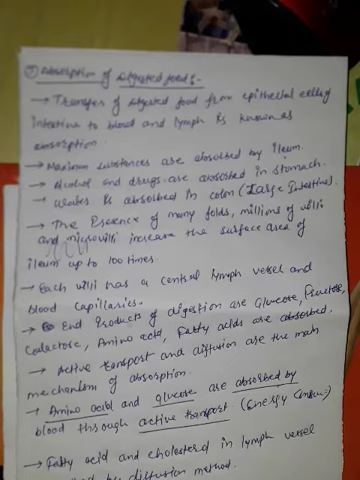 ⑦ Absorption of Digested food :-
→ Transfer of digested food from epithelial cells of
intestine to blood and lymph is known as
absorption.
→ Maximum substances are absorbed by ileum.
→ Alcohol and drugs are absorbed in stomach.
→ Water is absorbed in colon (Large Intestine).
→ The Presence of many folds, millions of villi
and microvilli increase the surface area of
ileum up to 100 times.
→ Each villi has a central lymph vessel and
blood capillaries.
→ End Products of digestion are Glucose, Fructose,
Galactose, Amino acid, Fatty acids are absorbed.
→ Active transport and diffusion are the main
mechanism of absorption.
→ Amino acid and glucose are absorbed by
blood through active transport (Energy
→ Fatty acid and cholesterol in lymph vessel
by diffusion method.